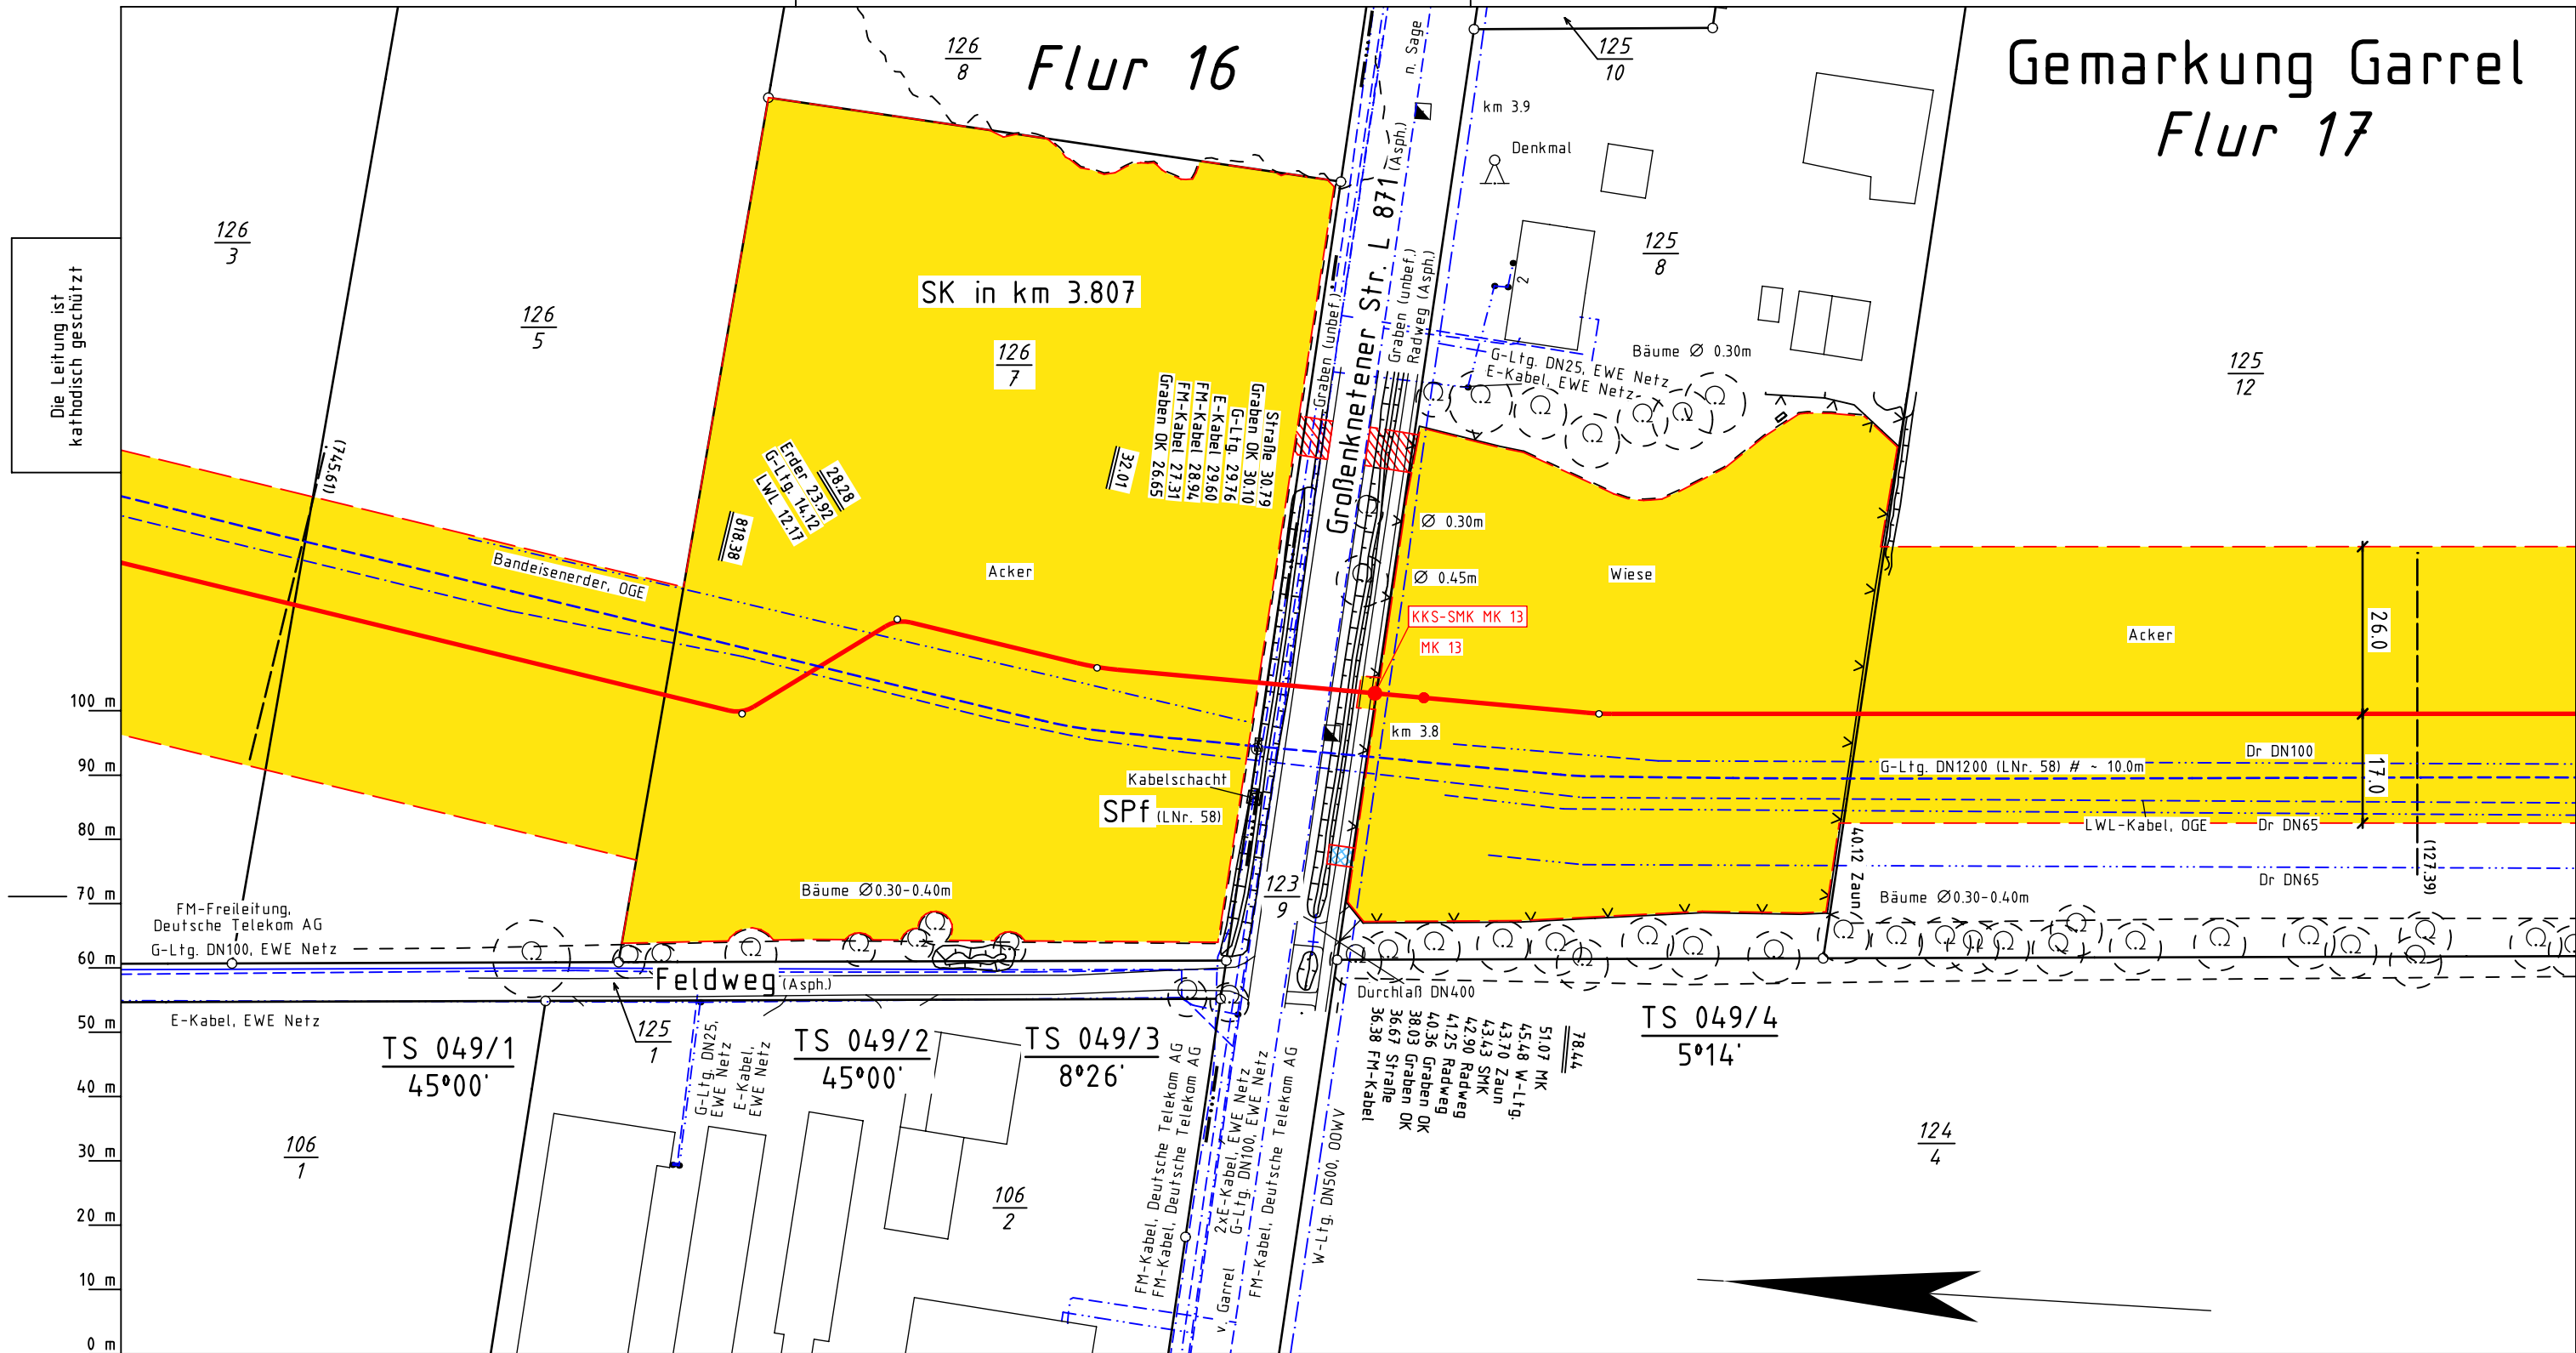 Gemarkung Garrel
Flur 17
Flur 16
126
8
125
10
n. Sage
km 3.9
Denkmal
126
3
126
5
Die Leitung ist
kathodisch geschützt
SK in km 3.807
126
7
Großenknetener Str. L 871 (Asph.)
Graben (unbef.)
Graben (unbef.)
Radweg (Asph.)
125
8
2
125
12
G-Ltg. DN25, EWE Netz
E-Kabel, EWE Netz
Bäume Ø 0.30m
(745.61)
818.38
28.28
Erder 23.92
G-Ltg. 14.12
LWL 12.17
32.01
Straße 30.79
Graben OK 30.10
G-Ltg. 29.76
E-Kabel 29.60
FM-Kabel 28.94
FM-Kabel 27.31
Graben OK 26.65
Bandeisenerder, OGE
Acker
Ø 0.30m
Ø 0.45m
Wiese
KKS-SMK MK 13
MK 13
km 3.8
Acker
26.0
17.0
Dr DN100
G-Ltg. DN1200 (LNr. 58) # ~ 10.0m
LWL-Kabel, OGE
Dr DN65
Dr DN65
(127.39)
40.12 Zaun
Bäume Ø0.30-0.40m
Kabelschacht
SPf (LNr. 58)
Bäume Ø0.30-0.40m
123
9
100 m
90 m
80 m
70 m
60 m
50 m
40 m
30 m
20 m
10 m
0 m
FM-Freileitung,
Deutsche Telekom AG
G-Ltg. DN100, EWE Netz
E-Kabel, EWE Netz
Feldweg (Asph.)
125
1
Durchlaß DN400
TS 049/1
45°00'
TS 049/2
45°00'
TS 049/3
8°26'
TS 049/4
5°14'
G-Ltg. DN25,
EWE Netz
E-Kabel,
EWE Netz
78.44
51.07 MK
45.48 W-Ltg.
43.70 Zaun
43.43 SMK
42.90 Radweg
41.25 Radweg
40.36 Graben OK
38.03 Graben OK
36.67 Straße
36.38 FM-Kabel
106
1
106
2
124
4
FM-Kabel, Deutsche Telekom AG
FM-Kabel, Deutsche Telekom AG
v. Garrel
2xE-Kabel, EWE Netz
G-Ltg. DN100, EWE Netz
FM-Kabel, Deutsche Telekom AG
W-Ltg. DN500, OOWV